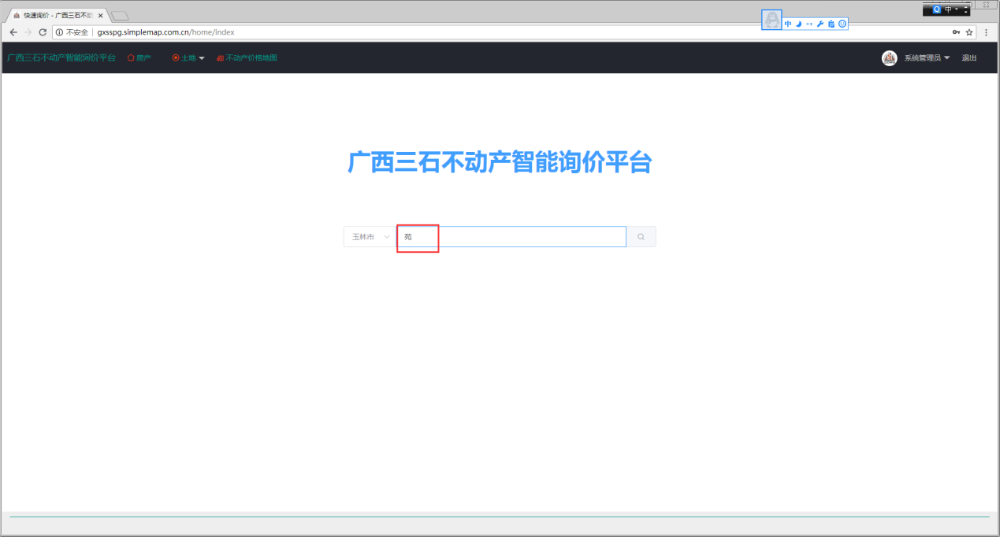 快速询价 - 广西三石不动
中
不安全 gxsspg.simplemap.com.cn/home/index
中
广西三石不动产智能询价平台 房产 土地 不动产价格地图 系统管理员 退出
广西三石不动产智能询价平台
玉林市 苑